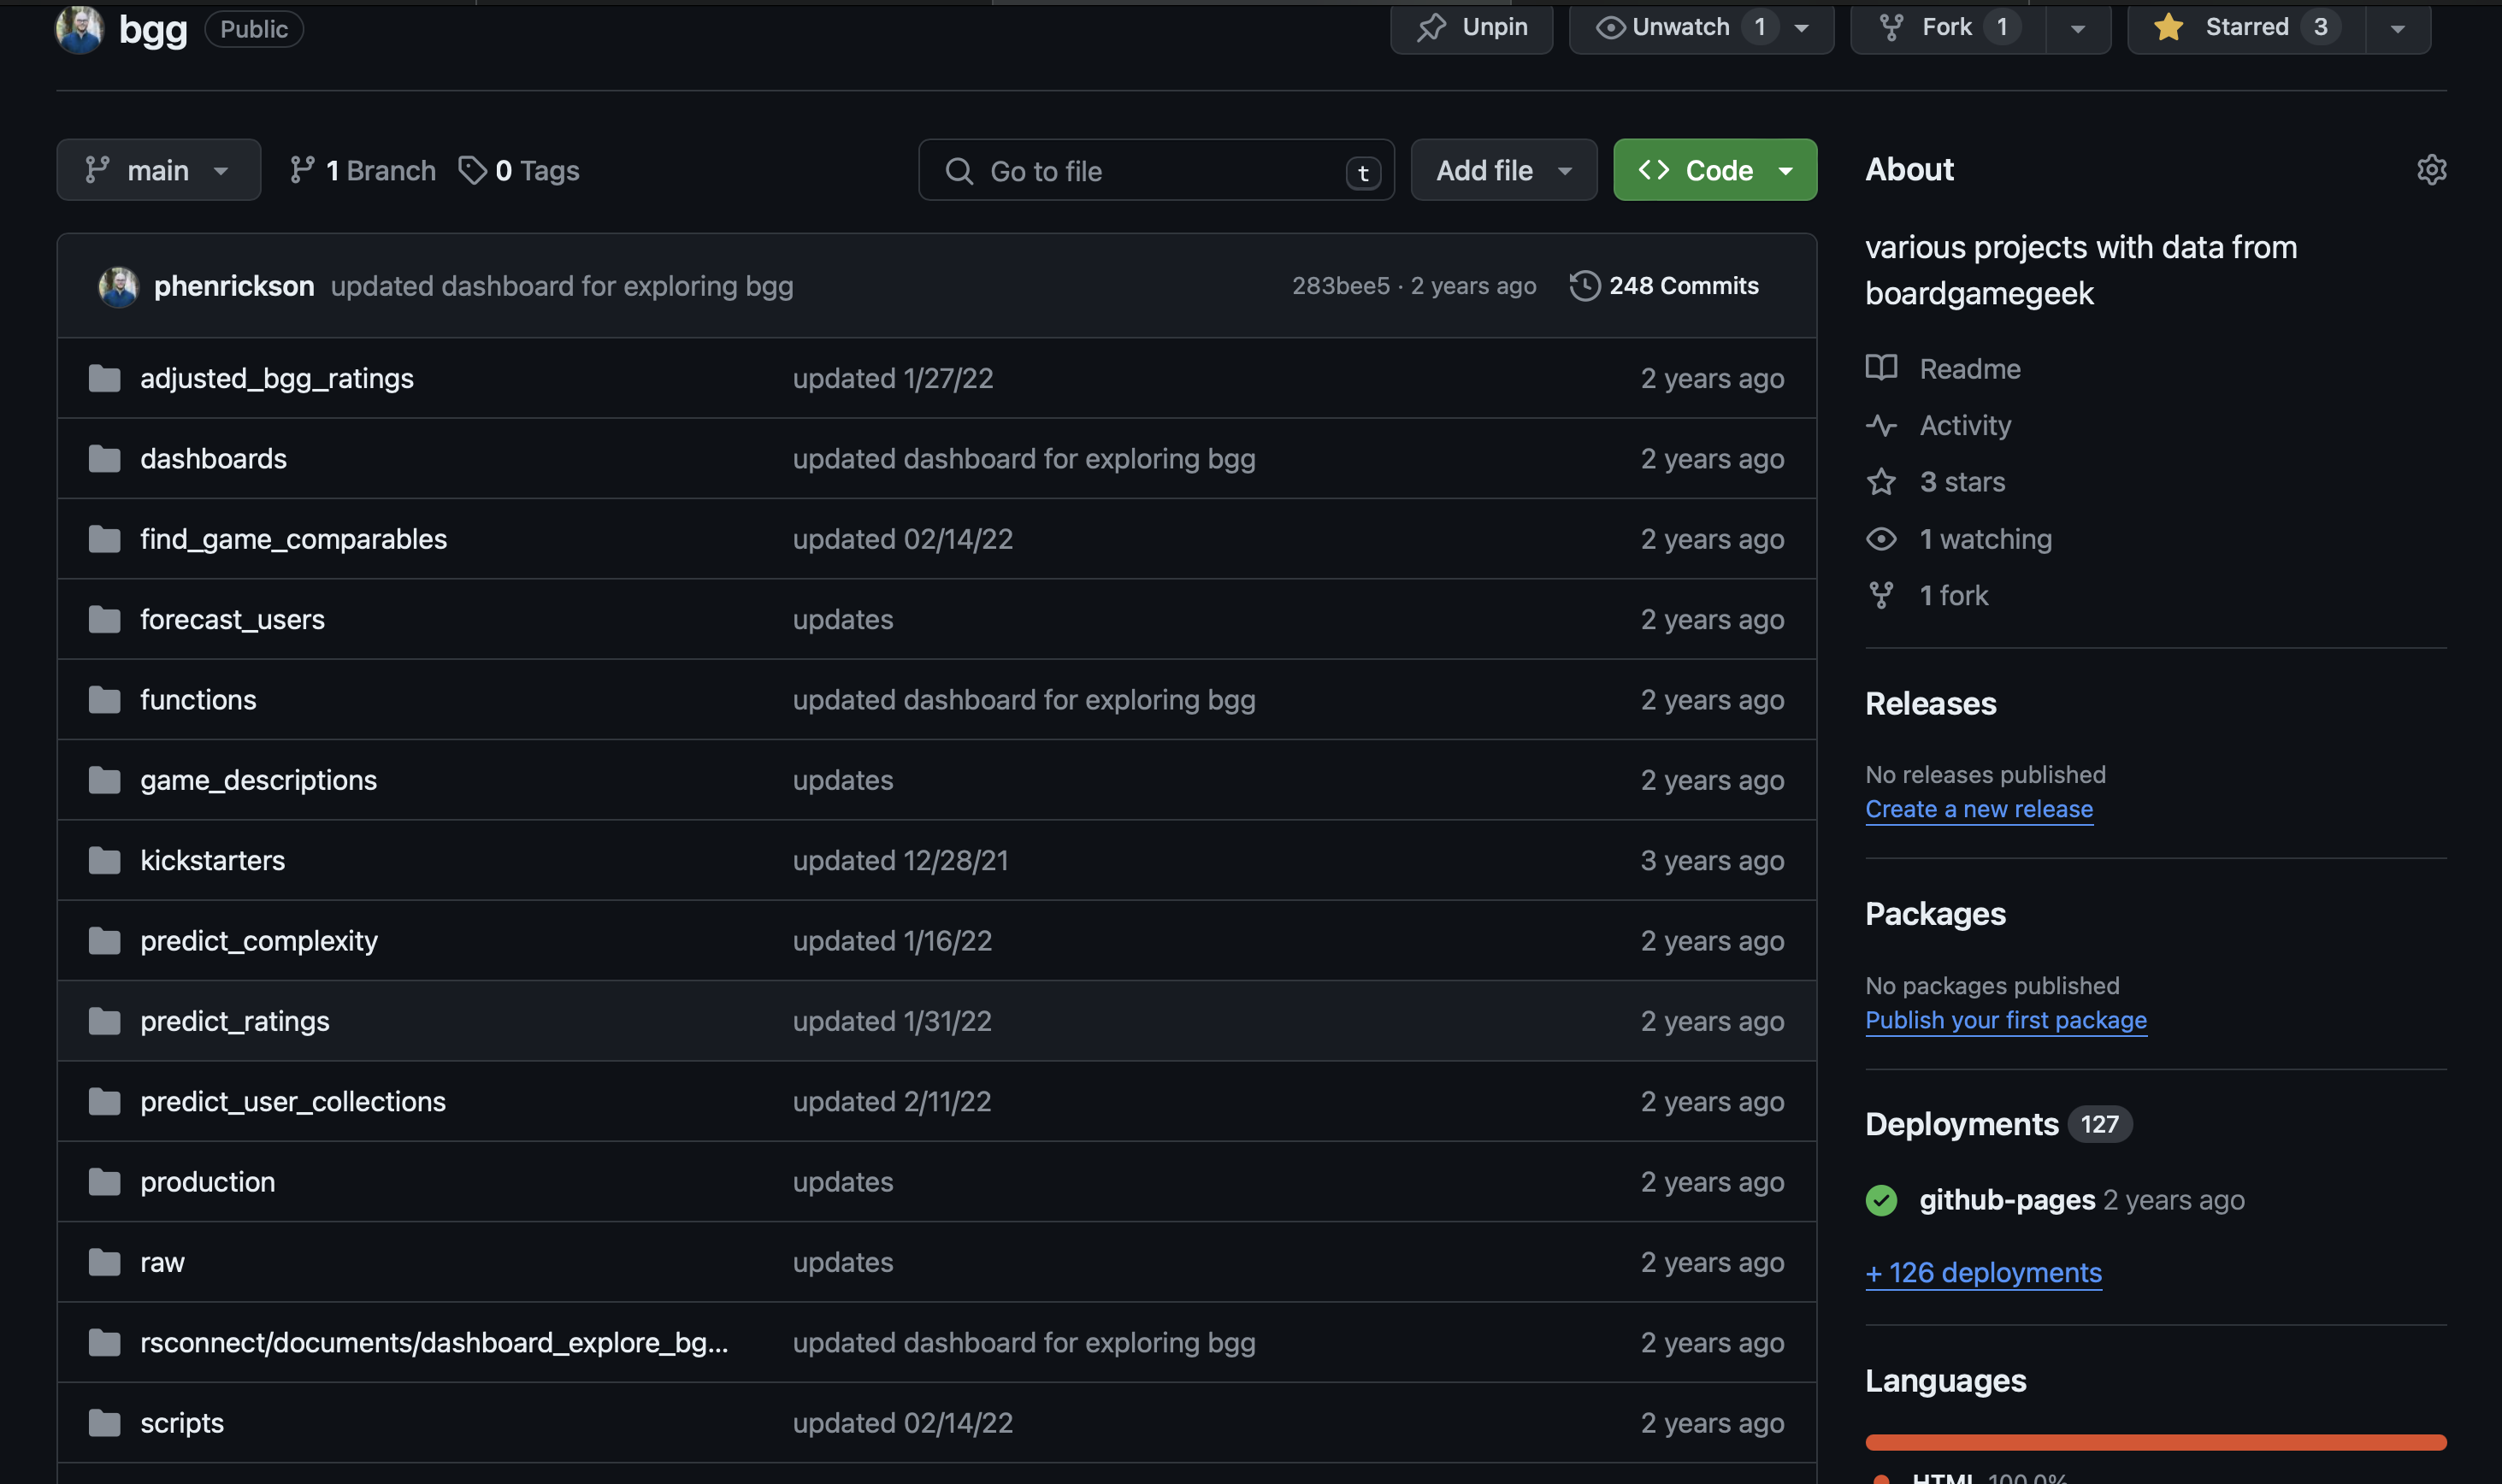 bgg Public Unpin Unwatch 1 Fork 1 Starred 3
main 1 Branch 0 Tags Go to file t Add file Code
phenrickson updated dashboard for exploring bgg 283bee5 · 2 years ago 248 Commits
adjusted_bgg_ratings updated 1/27/22 2 years ago
dashboards updated dashboard for exploring bgg 2 years ago
find_game_comparables updated 02/14/22 2 years ago
forecast_users updates 2 years ago
functions updated dashboard for exploring bgg 2 years ago
game_descriptions updates 2 years ago
kickstarters updated 12/28/21 3 years ago
predict_complexity updated 1/16/22 2 years ago
predict_ratings updated 1/31/22 2 years ago
predict_user_collections updated 2/11/22 2 years ago
production updates 2 years ago
raw updates 2 years ago
rsconnect/documents/dashboard_explore_bg... updated dashboard for exploring bgg 2 years ago
scripts updated 02/14/22 2 years ago
About
various projects with data from
boardgamegeek
Readme
Activity
3 stars
1 watching
1 fork
Releases
No releases published
Create a new release
Packages
No packages published
Publish your first package
Deployments 127
github-pages 2 years ago
+ 126 deployments
Languages
HTML 100.0%